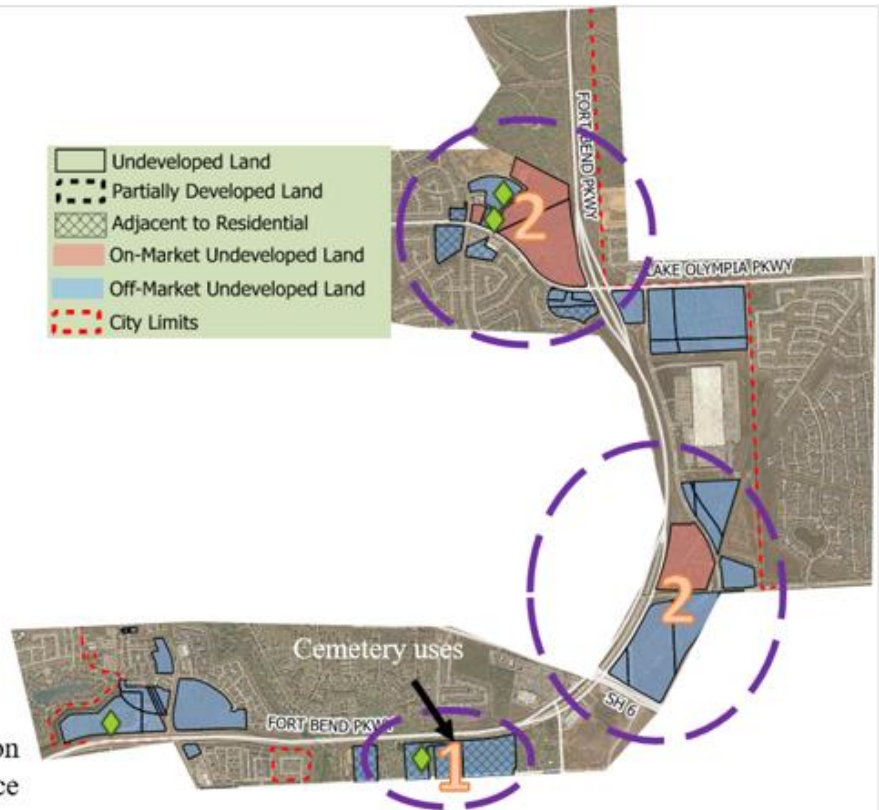 Undeveloped Land
Partially Developed Land
Adjacent to Residential
On-Market Undeveloped Land
Off-Market Undeveloped Land
City Limits
FORT BEND PKWY
2
LAKE OLYMPIA PKWY
2
SH 6
Cemetery uses
FORT BEND PKWY
1
on
ce